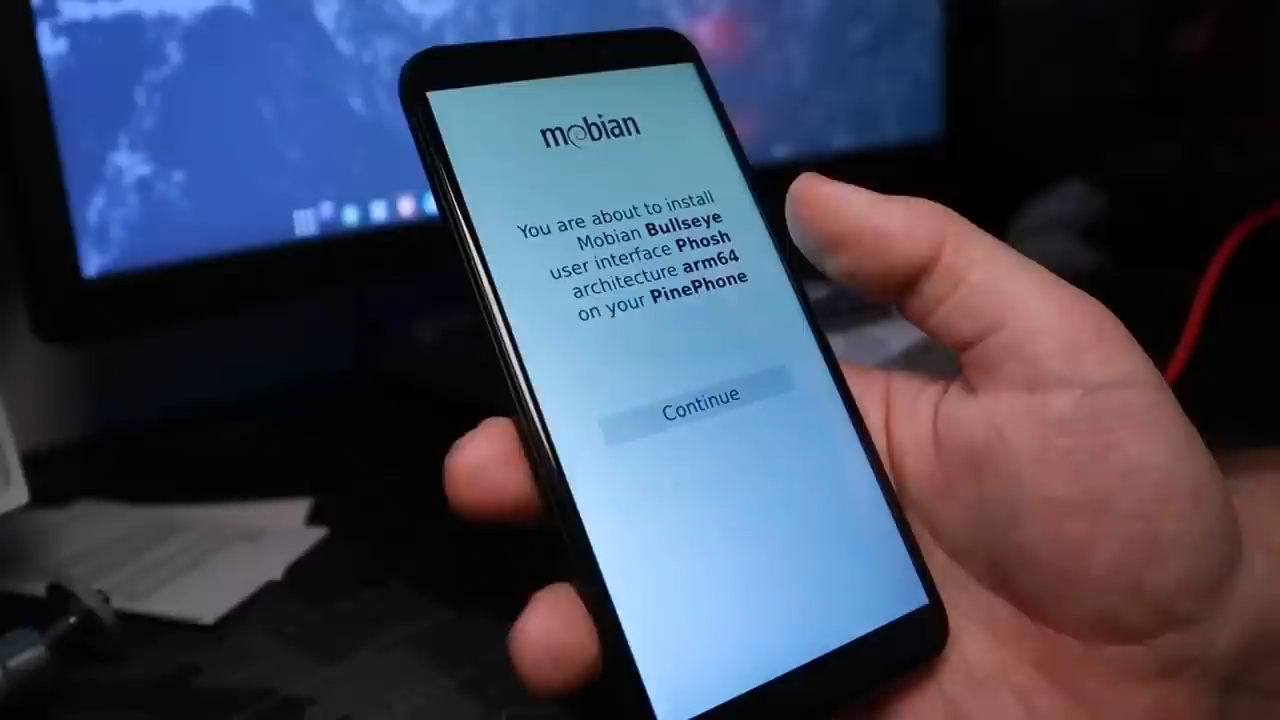 mobian
You are about to install
Mobian Bullseye
user interface Phosh
architecture arm64
on your PinePhone
Continue